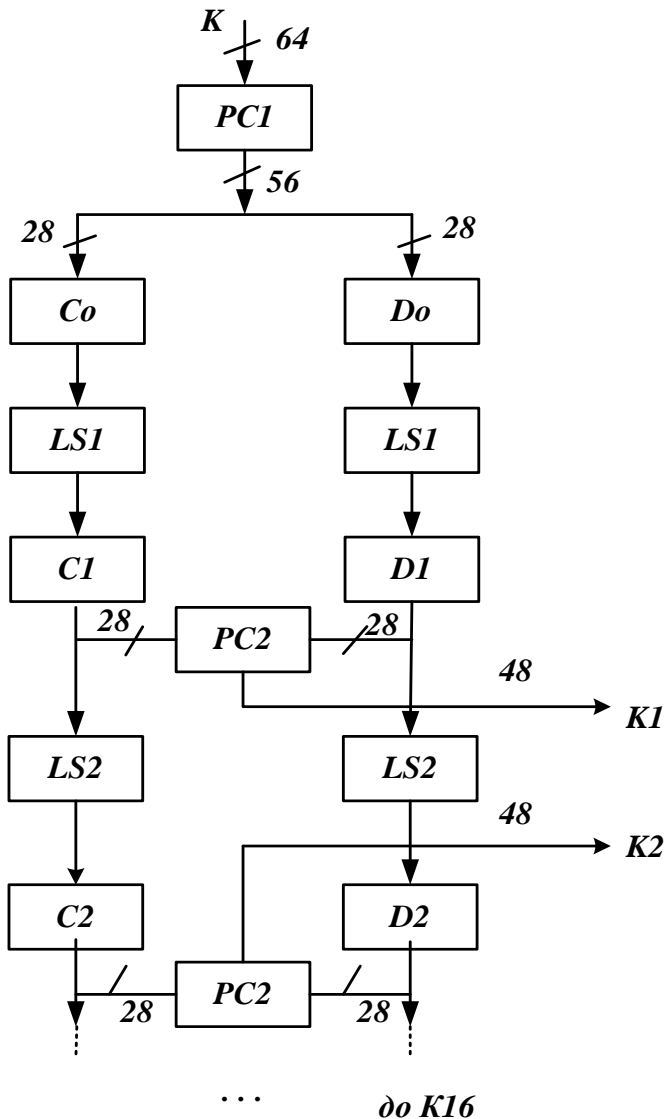 K 64
PC1
56
28 28
Co Do
LS1 LS1
C1 D1
28 PC2 28
48
K1
LS2 LS2
48
K2
C2 D2
28 PC2 28
. . . до К16